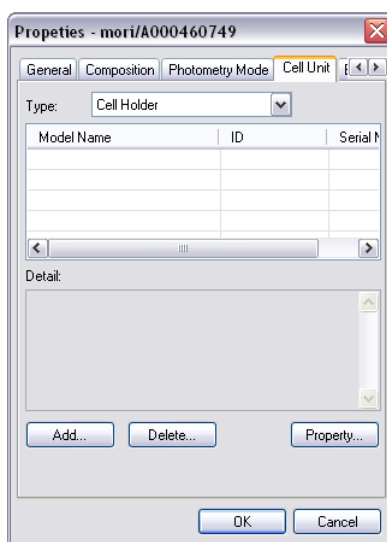 Propeties - mori/A000460749
General Composition Photometry Mode Cell Unit
Type: Cell Holder
Model Name ID Serial
Detail:
Add... Delete... Property...
OK Cancel